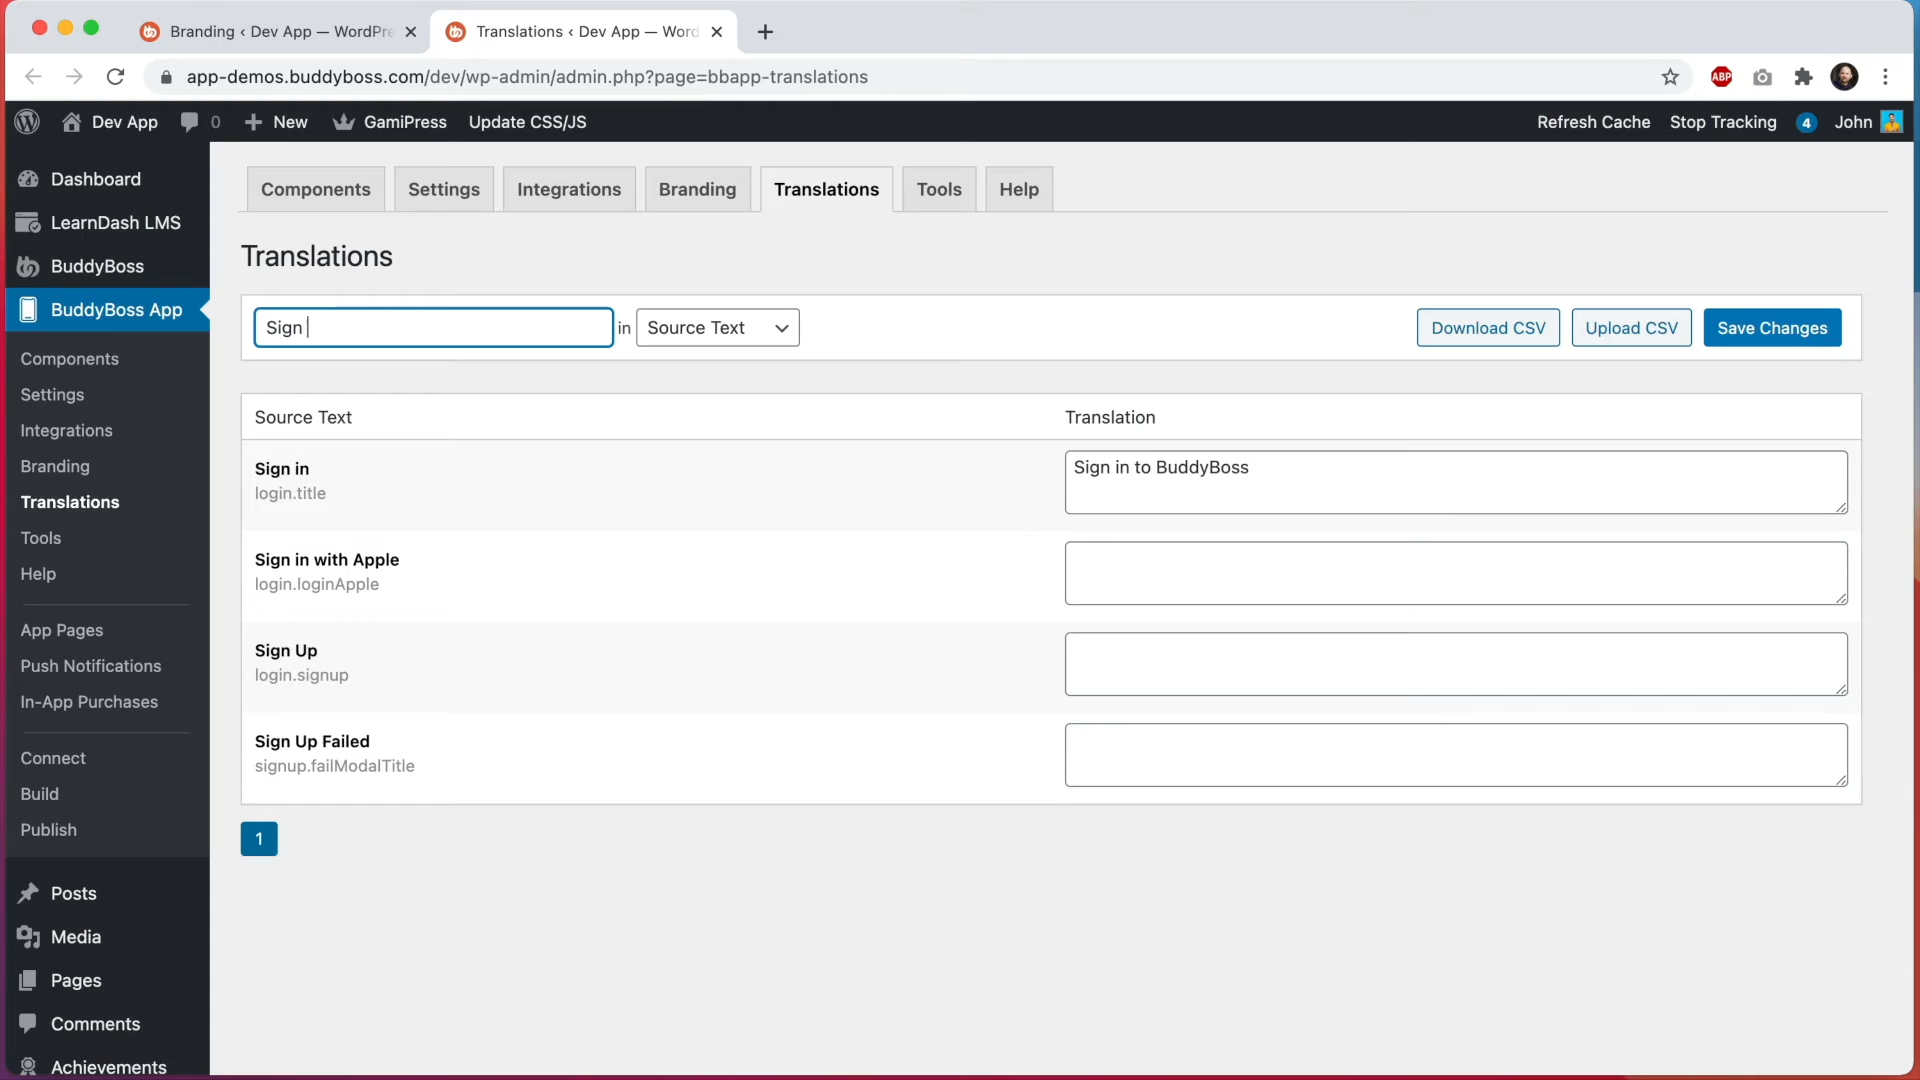 Branding ‹ Dev App — WordPre
Translations ‹ Dev App — Word
app-demos.buddyboss.com/dev/wp-admin/admin.php?page=bbapp-translations
ABP
Dev App
0
New
GamiPress
Update CSS/JS
Refresh Cache
Stop Tracking
4
John
Dashboard
LearnDash LMS
BuddyBoss
BuddyBoss App
Components
Settings
Integrations
Branding
Translations
Tools
Help
App Pages
Push Notifications
In-App Purchases
Connect
Build
Publish
Posts
Media
Pages
Comments
Achievements
Components
Settings
Integrations
Branding
Translations
Tools
Help
Translations
Sign
in
Source Text
Download CSV
Upload CSV
Save Changes
Source Text
Translation
Sign in
login.title
Sign in to BuddyBoss
Sign in with Apple
login.loginApple
Sign Up
login.signup
Sign Up Failed
signup.failModalTitle
1